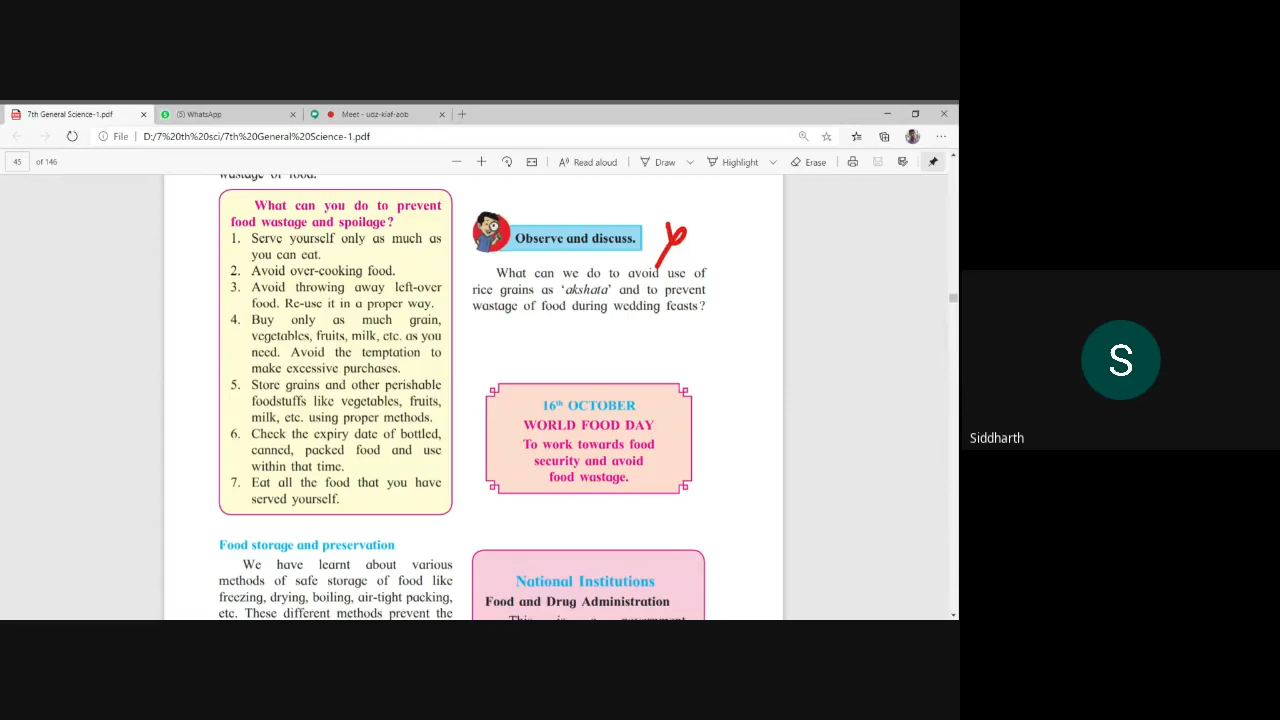 7th General Science-1.pdf
(5) WhatsApp
Meet - udz-kiaf-aob
File
D:/7%20th%20sci/7th%20General%20Science-1.pdf
45 of 146
Read aloud
Draw
Highlight
Erase
wastage of food.
What can you do to prevent
food wastage and spoilage?
1. Serve yourself only as much as
you can eat.
2. Avoid over-cooking food.
3. Avoid throwing away left-over
food. Re-use it in a proper way.
4. Buy only as much grain,
vegetables, fruits, milk, etc. as you
need. Avoid the temptation to
make excessive purchases.
5. Store grains and other perishable
foodstuffs like vegetables, fruits,
milk, etc. using proper methods.
6. Check the expiry date of bottled,
canned, packed food and use
within that time.
7. Eat all the food that you have
served yourself.
Food storage and preservation
We have learnt about various
methods of safe storage of food like
freezing, drying, boiling, air-tight packing,
etc. These different methods prevent the
Observe and discuss.
What can we do to avoid use of
rice grains as ‘akshata’ and to prevent
wastage of food during wedding feasts?
16th OCTOBER
WORLD FOOD DAY
To work towards food
security and avoid
food wastage.
National Institutions
Food and Drug Administration
This is a government
S
Siddharth